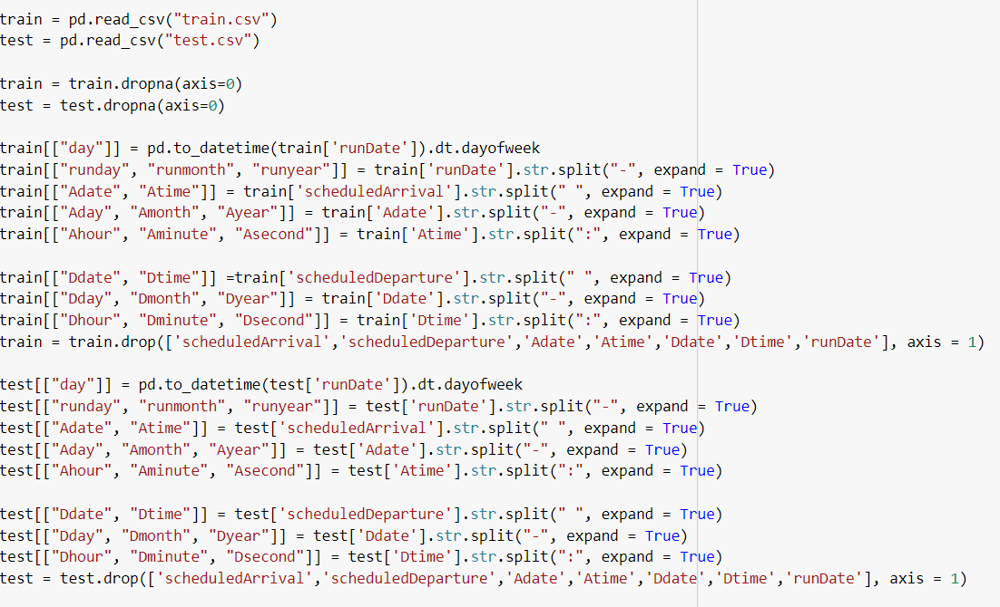 train = pd.read_csv("train.csv")
test = pd.read_csv("test.csv")
train = train.dropna(axis=0)
test = test.dropna(axis=0)
train[["day"]] = pd.to_datetime(train['runDate']).dt.dayofweek
train[["runday", "runmonth", "runyear"]] = train['runDate'].str.split("-", expand = True)
train[["Adate", "Atime"]] = train['scheduledArrival'].str.split(" ", expand = True)
train[["Aday", "Amonth", "Ayear"]] = train['Adate'].str.split("-", expand = True)
train[["Ahour", "Aminute", "Asecond"]] = train['Atime'].str.split(":", expand = True)
train[["Ddate", "Dtime"]] =train['scheduledDeparture'].str.split(" ", expand = True)
train[["Dday", "Dmonth", "Dyear"]] = train['Ddate'].str.split("-", expand = True)
train[["Dhour", "Dminute", "Dsecond"]] = train['Dtime'].str.split(":", expand = True)
train = train.drop(['scheduledArrival','scheduledDeparture','Adate','Atime','Ddate','Dtime','runDate'], axis = 1)
test[["day"]] = pd.to_datetime(test['runDate']).dt.dayofweek
test[["runday", "runmonth", "runyear"]] = test['runDate'].str.split("-", expand = True)
test[["Adate", "Atime"]] = test['scheduledArrival'].str.split(" ", expand = True)
test[["Aday", "Amonth", "Ayear"]] = test['Adate'].str.split("-", expand = True)
test[["Ahour", "Aminute", "Asecond"]] = test['Atime'].str.split(":", expand = True)
test[["Ddate", "Dtime"]] = test['scheduledDeparture'].str.split(" ", expand = True)
test[["Dday", "Dmonth", "Dyear"]] = test['Ddate'].str.split("-", expand = True)
test[["Dhour", "Dminute", "Dsecond"]] = test['Dtime'].str.split(":", expand = True)
test = test.drop(['scheduledArrival','scheduledDeparture','Adate','Atime','Ddate','Dtime','runDate'], axis = 1)